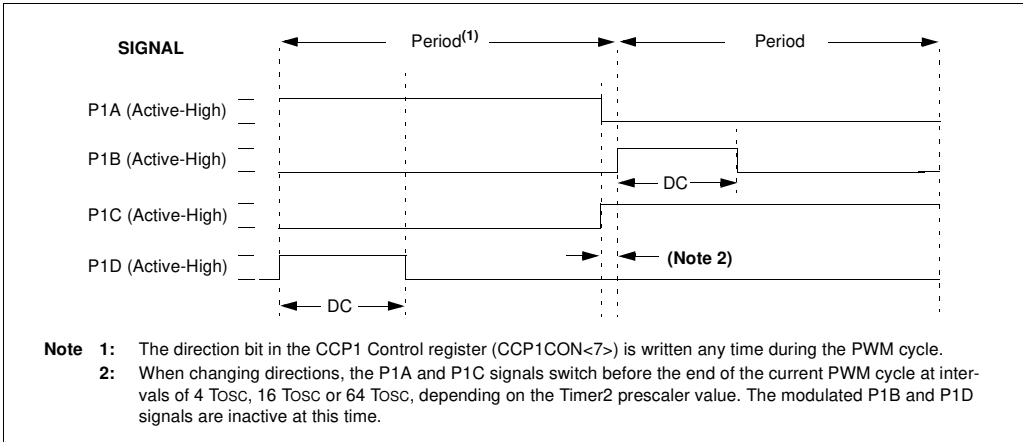 SIGNAL
Period(1)
Period
P1A (Active-High)
P1B (Active-High)
DC
P1C (Active-High)
(Note 2)
P1D (Active-High)
DC
Note 1: The direction bit in the CCP1 Control register (CCP1CON<7>) is written any time during the PWM cycle.
2: When changing directions, the P1A and P1C signals switch before the end of the current PWM cycle at inter-
vals of 4 TOSC, 16 TOSC or 64 TOSC, depending on the Timer2 prescaler value. The modulated P1B and P1D
signals are inactive at this time.